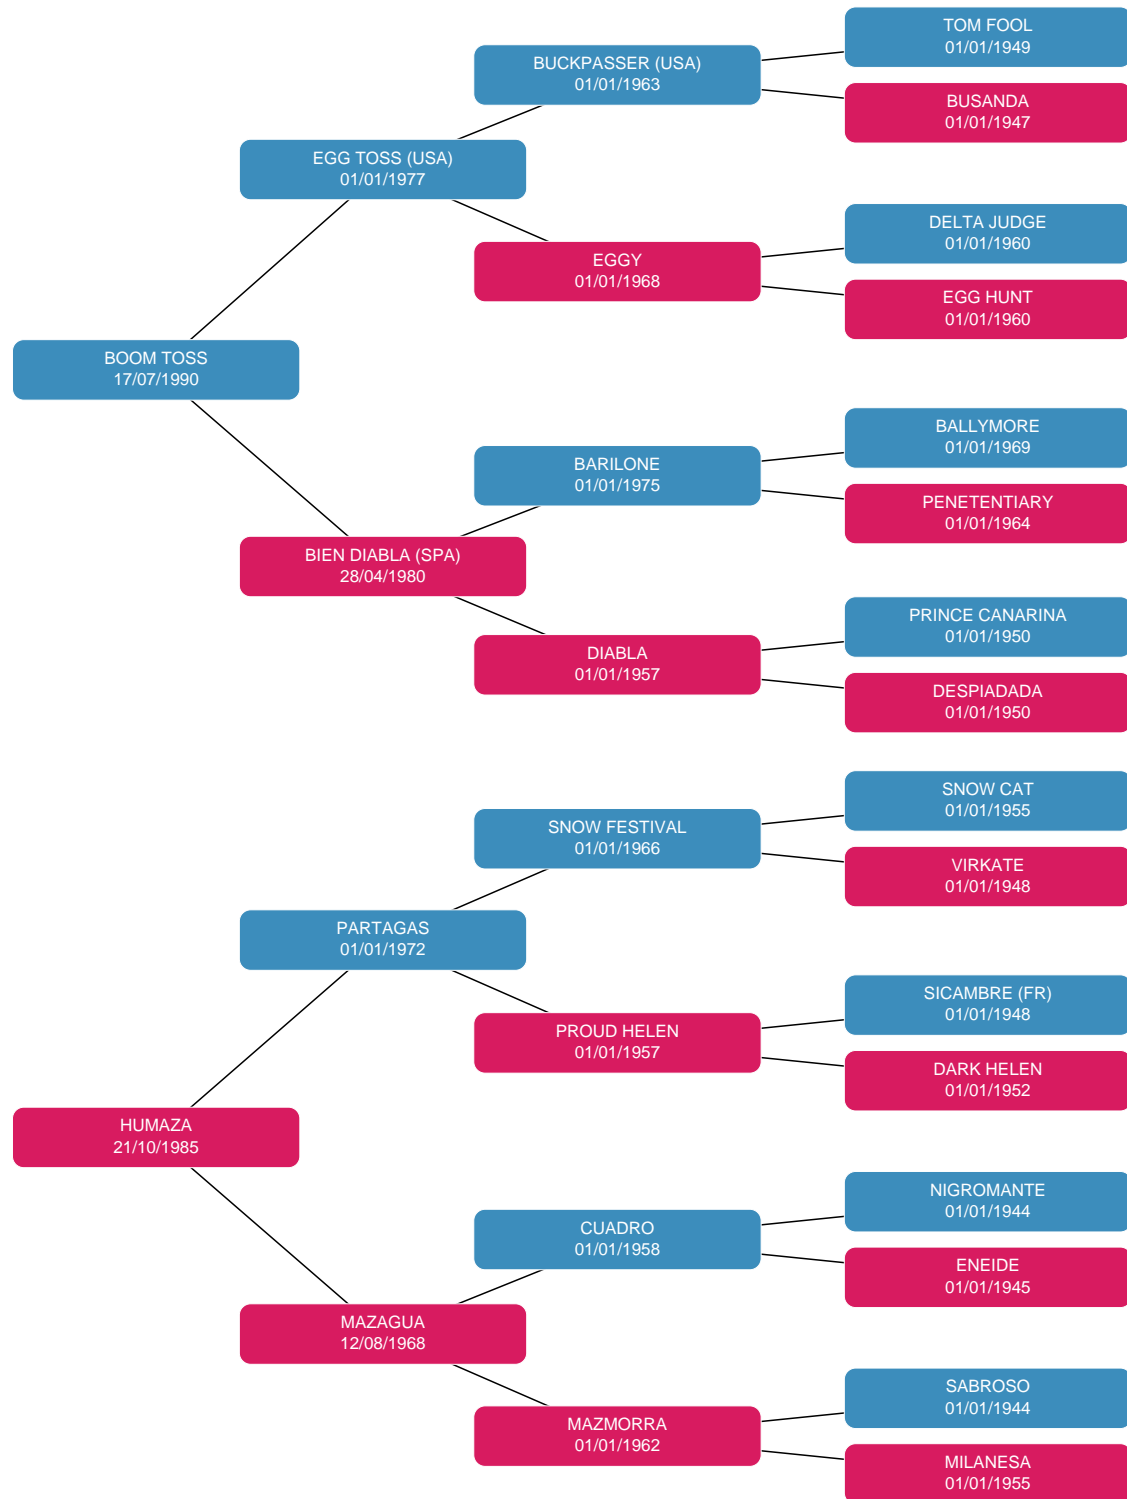 TOM FOOL
01/01/1949
BUCKPASSER (USA)
01/01/1963
BUSANDA
01/01/1947
EGG TOSS (USA)
01/01/1977
DELTA JUDGE
01/01/1960
EGGY
01/01/1968
EGG HUNT
01/01/1960
BOOM TOSS
17/07/1990
BALLYMORE
01/01/1969
BARILONE
01/01/1975
PENETENTIARY
01/01/1964
BIEN DIABLA (SPA)
28/04/1980
PRINCE CANARINA
01/01/1950
DIABLA
01/01/1957
DESPIADADA
01/01/1950
SNOW CAT
01/01/1955
SNOW FESTIVAL
01/01/1966
VIRKATE
01/01/1948
PARTAGAS
01/01/1972
SICAMBRE (FR)
01/01/1948
PROUD HELEN
01/01/1957
DARK HELEN
01/01/1952
HUMAZA
21/10/1985
NIGROMANTE
01/01/1944
CUADRO
01/01/1958
ENEIDE
01/01/1945
MAZAGUA
12/08/1968
SABROSO
01/01/1944
MAZMORRA
01/01/1962
MILANESA
01/01/1955